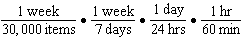 1 week / 30,000 items • 1 week / 7 days • 1 day / 24 hrs • 1 hr / 60 min